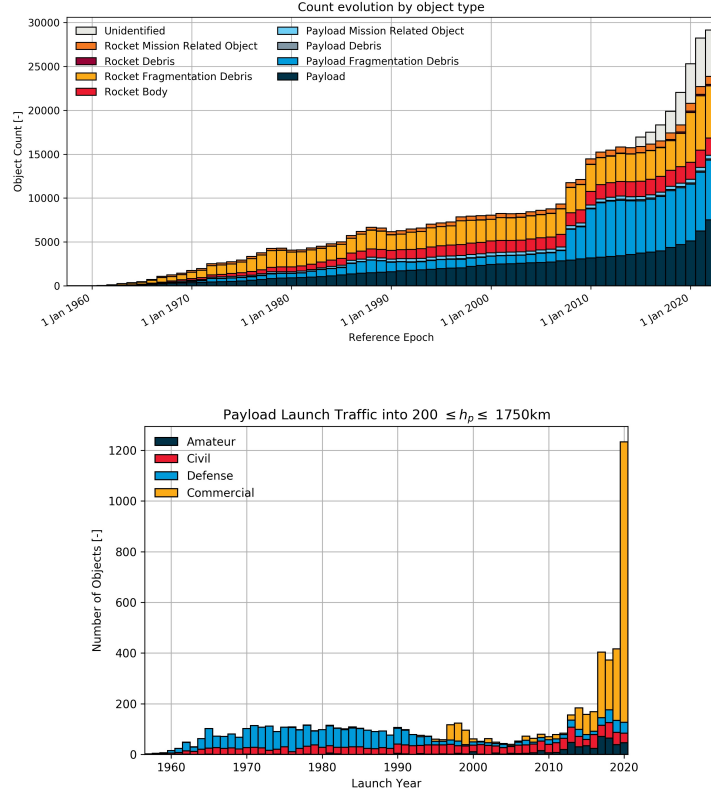 Count evolution by object type
30000
25000
20000
15000
10000
5000
0
Object Count [-]
Unidentified
Rocket Mission Related Object
Rocket Debris
Rocket Fragmentation Debris
Rocket Body
Payload Mission Related Object
Payload Debris
Payload Fragmentation Debris
Payload
1 Jan 1960
1 Jan 1970
1 Jan 1980
1 Jan 1990
1 Jan 2000
1 Jan 2010
1 Jan 2020
Reference Epoch
Payload Launch Traffic into 200 ≤ hₚ ≤ 1750km
1200
1000
800
600
400
200
0
Number of Objects [-]
Amateur
Civil
Defense
Commercial
1960
1970
1980
1990
2000
2010
2020
Launch Year